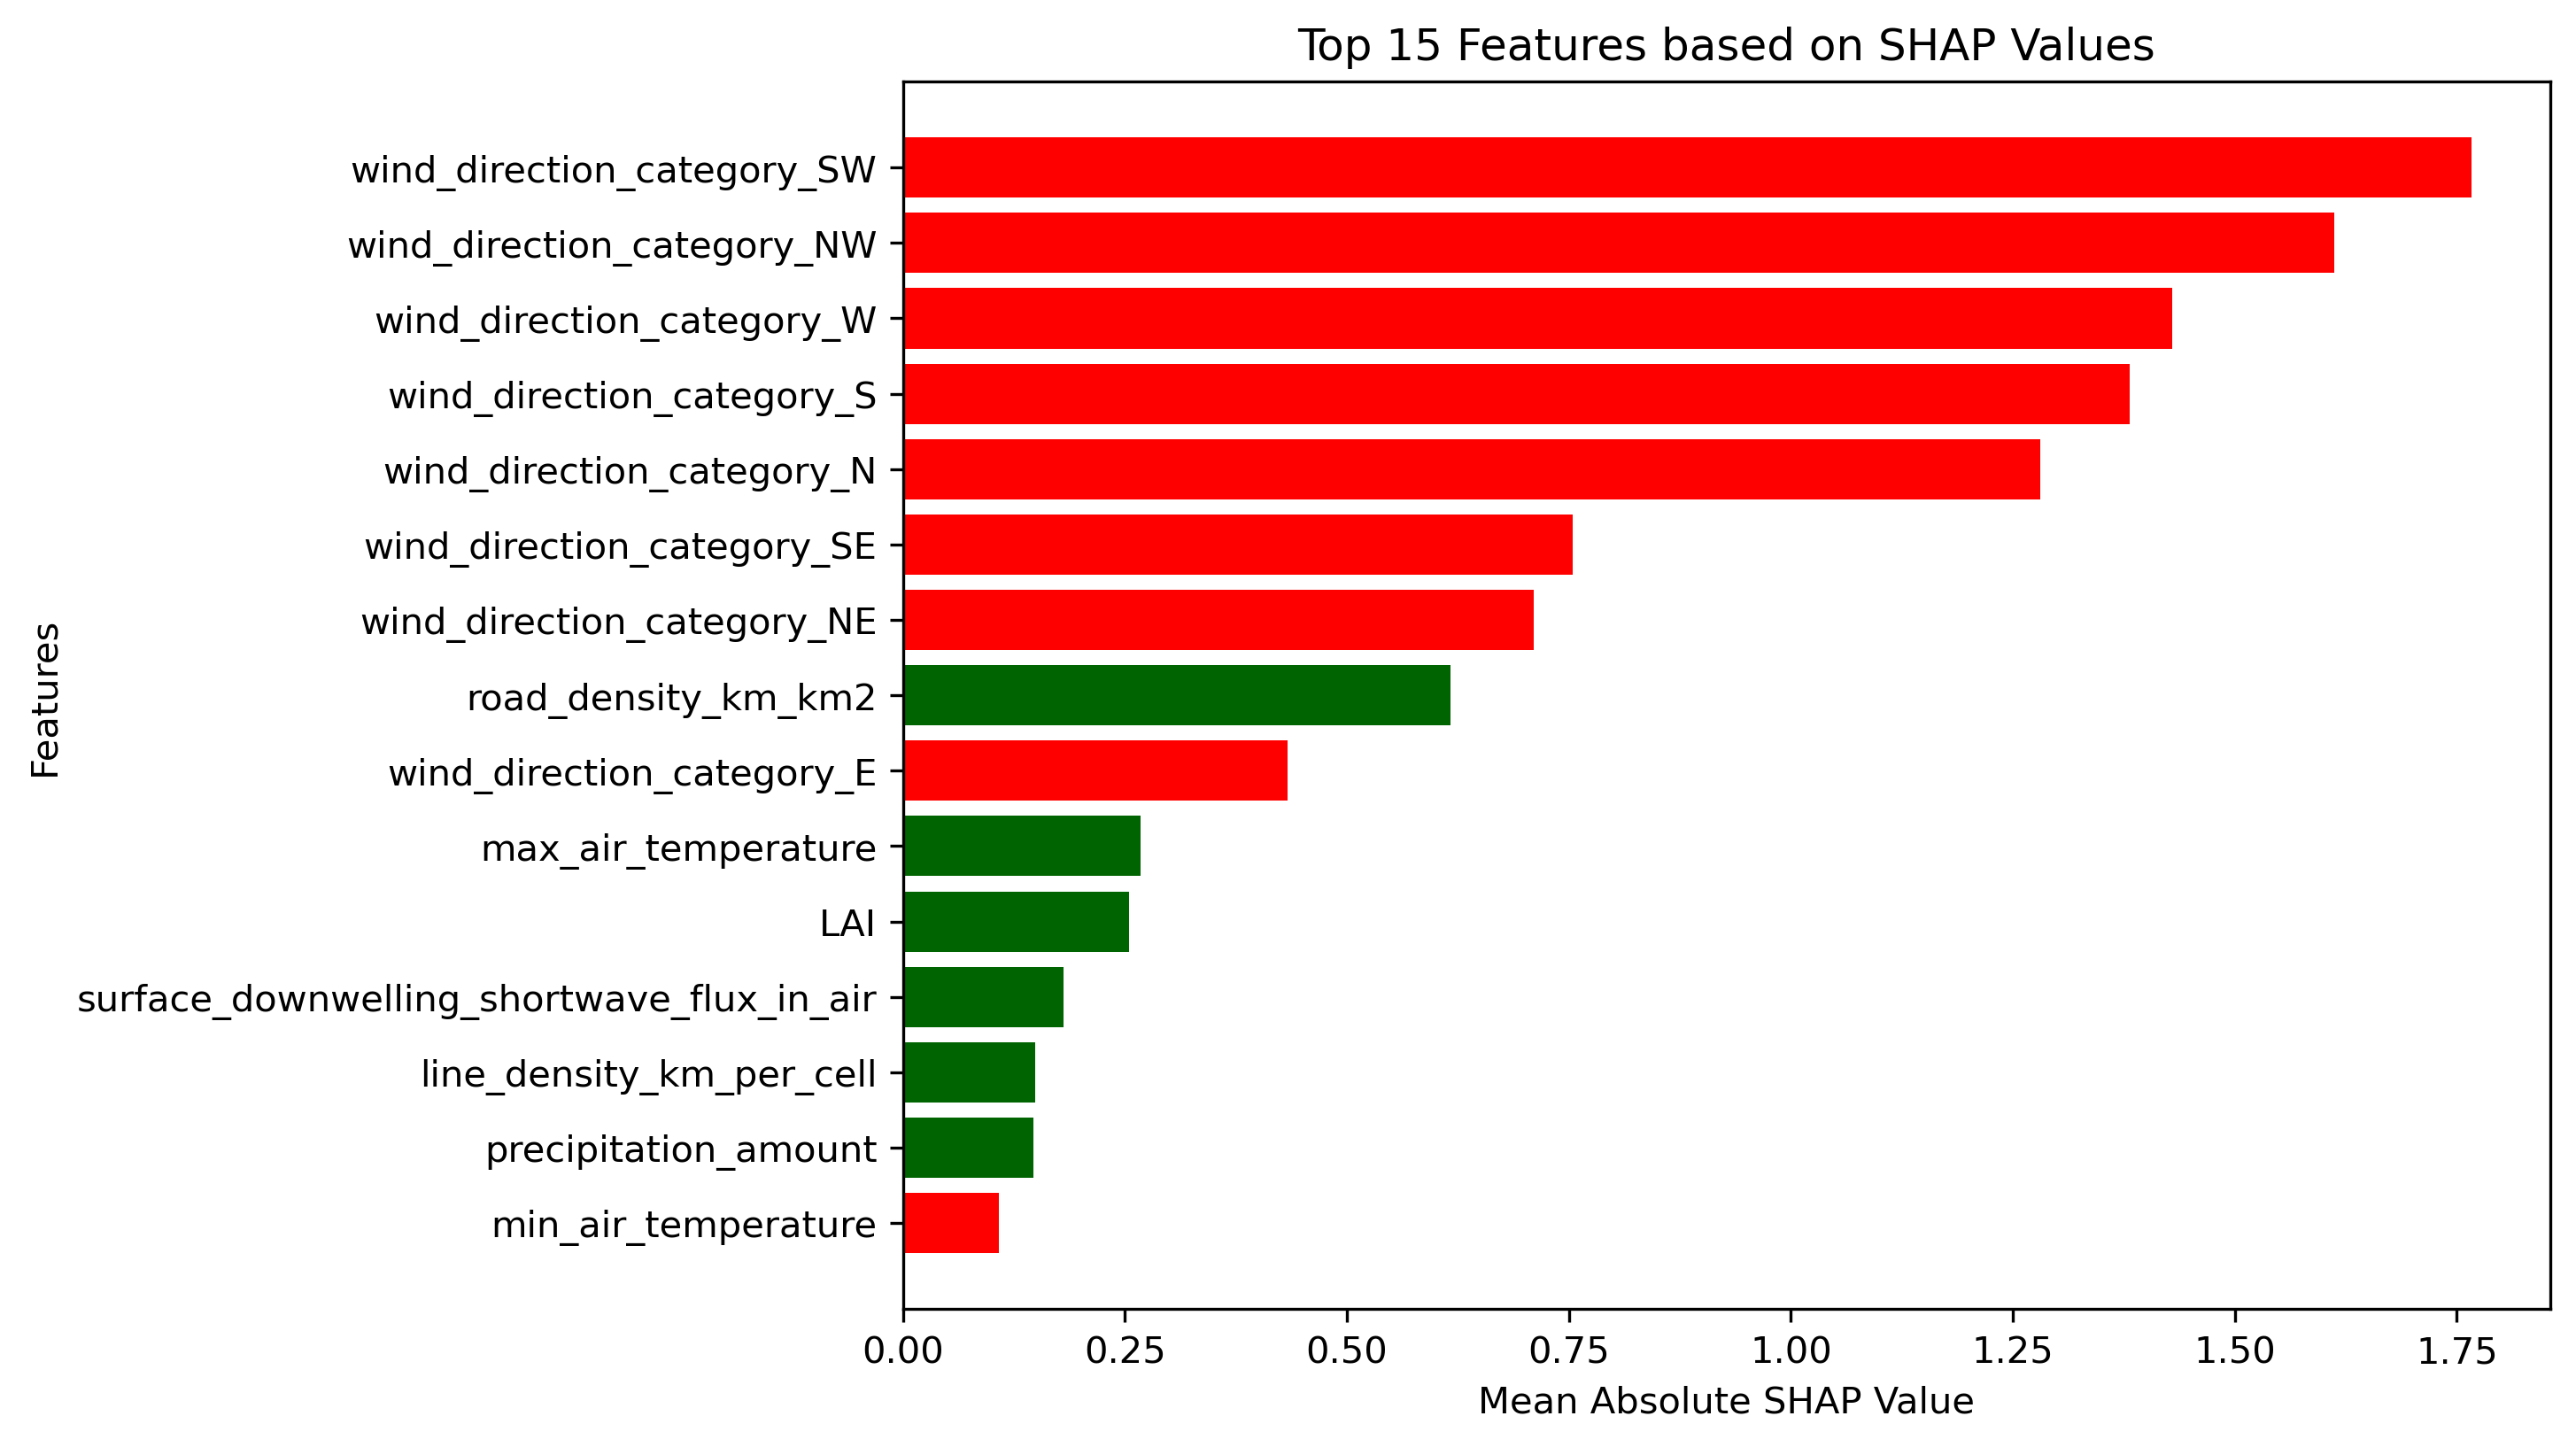 Top 15 Features based on SHAP Values
Features
wind_direction_category_SW
wind_direction_category_NW
wind_direction_category_W
wind_direction_category_S
wind_direction_category_N
wind_direction_category_SE
wind_direction_category_NE
road_density_km_km2
wind_direction_category_E
max_air_temperature
LAI
surface_downwelling_shortwave_flux_in_air
line_density_km_per_cell
precipitation_amount
min_air_temperature
0.00 0.25 0.50 0.75 1.00 1.25 1.50 1.75
Mean Absolute SHAP Value